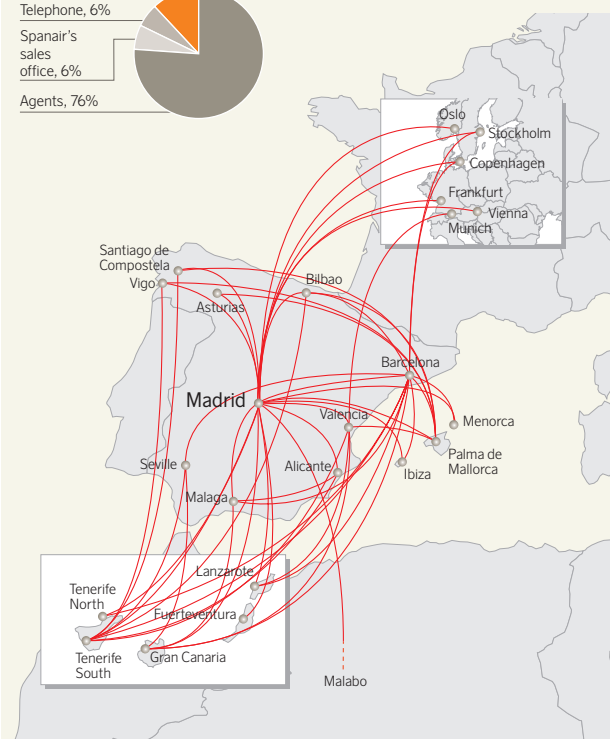 Telephone, 6%
Spanair's
sales
office, 6%
Agents, 76%
Oslo
Stockholm
Copenhagen
Frankfurt
Vienna
Munich
Santiago de
Compostela
Vigo
Bilbao
Asturias
Barcelona
Madrid
Valencia
Menorca
Palma de
Mallorca
Seville
Alicante
Ibiza
Malaga
Lanzarote
Tenerife
North
Fuerteventura
Tenerife
South
Gran Canaria
Malabo